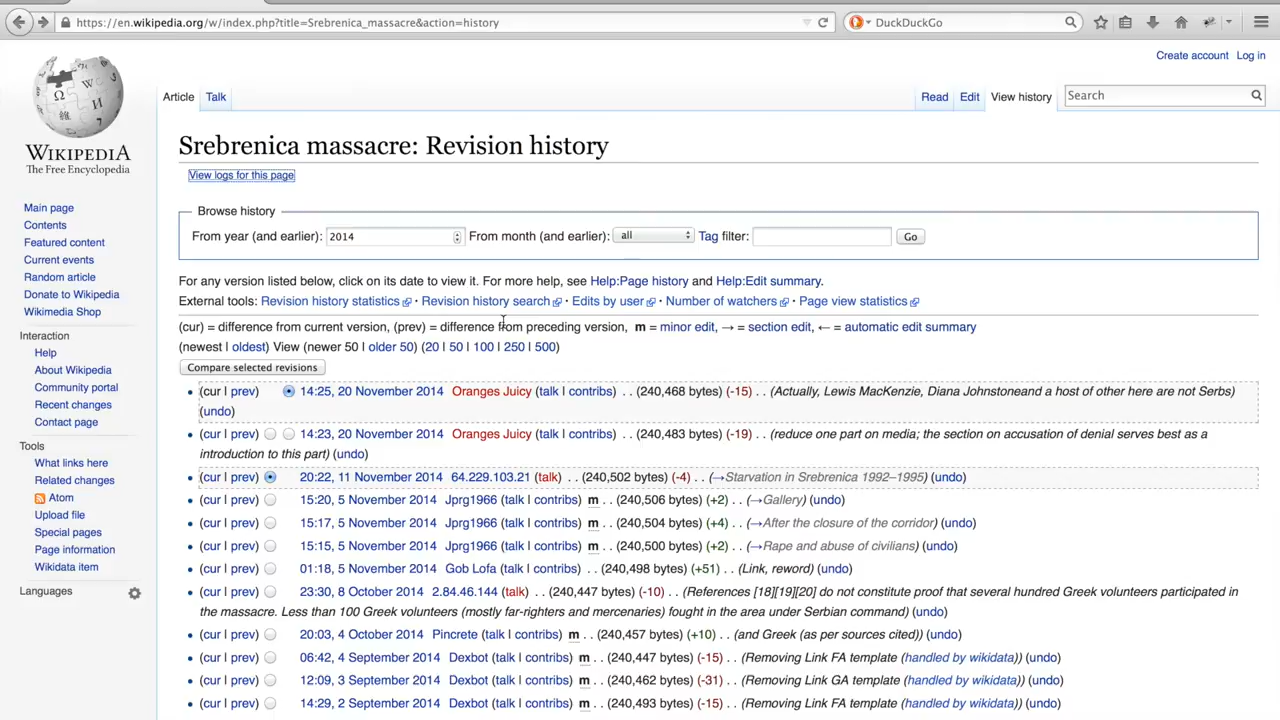 https://en.wikipedia.org/w/index.php?title=Srebrenica_massacre&action=history
DuckDuckGo
Create account Log in
Article Talk Read Edit View history Search
WIKIPEDIA
The Free Encyclopedia
Main page
Contents
Featured content
Current events
Random article
Donate to Wikipedia
Wikimedia Shop
Interaction
Help
About Wikipedia
Community portal
Recent changes
Contact page
Tools
What links here
Related changes
Atom
Upload file
Special pages
Page information
Wikidata item
Languages
Srebrenica massacre: Revision history
View logs for this page
Browse history
From year (and earlier): 2014 From month (and earlier): all Tag filter: Go
For any version listed below, click on its date to view it. For more help, see Help:Page history and Help:Edit summary.
External tools: Revision history statistics · Revision history search · Edits by user · Number of watchers · Page view statistics
(cur) = difference from current version, (prev) = difference from preceding version, m = minor edit, → = section edit, ← = automatic edit summary
(newest | oldest) View (newer 50 | older 50) (20 | 50 | 100 | 250 | 500)
Compare selected revisions
(cur | prev) 14:25, 20 November 2014 Oranges Juicy (talk | contribs) . . (240,468 bytes) (-15) . . (Actually, Lewis MacKenzie, Diana Johnstoneand a host of other here are not Serbs)
(undo)
(cur | prev) 14:23, 20 November 2014 Oranges Juicy (talk | contribs) . . (240,483 bytes) (-19) . . (reduce one part on media; the section on accusation of denial serves best as a
introduction to this part) (undo)
(cur | prev) 20:22, 11 November 2014 64.229.103.21 (talk) . . (240,502 bytes) (-4) . . (→Starvation in Srebrenica 1992–1995) (undo)
(cur | prev) 15:20, 5 November 2014 Jprg1966 (talk | contribs) m . . (240,506 bytes) (+2) . . (→Gallery) (undo)
(cur | prev) 15:17, 5 November 2014 Jprg1966 (talk | contribs) m . . (240,504 bytes) (+4) . . (→After the closure of the corridor) (undo)
(cur | prev) 15:15, 5 November 2014 Jprg1966 (talk | contribs) m . . (240,500 bytes) (+2) . . (→Rape and abuse of civilians) (undo)
(cur | prev) 01:18, 5 November 2014 Gob Lofa (talk | contribs) . . (240,498 bytes) (+51) . . (Link, reword) (undo)
(cur | prev) 23:30, 8 October 2014 2.84.46.144 (talk) . . (240,447 bytes) (-10) . . (References [18][19][20] do not constitute proof that several hundred Greek volunteers participated in
the massacre. Less than 100 Greek volunteers (mostly far-righters and mercenaries) fought in the area under Serbian command) (undo)
(cur | prev) 20:03, 4 October 2014 Pincrete (talk | contribs) m . . (240,457 bytes) (+10) . . (and Greek (as per sources cited)) (undo)
(cur | prev) 06:42, 4 September 2014 Dexbot (talk | contribs) m . . (240,447 bytes) (-15) . . (Removing Link FA template (handled by wikidata)) (undo)
(cur | prev) 12:09, 3 September 2014 Dexbot (talk | contribs) m . . (240,462 bytes) (-31) . . (Removing Link GA template (handled by wikidata)) (undo)
(cur | prev) 14:29, 2 September 2014 Dexbot (talk | contribs) m . . (240,493 bytes) (-15) . . (Removing Link FA template (handled by wikidata)) (undo)